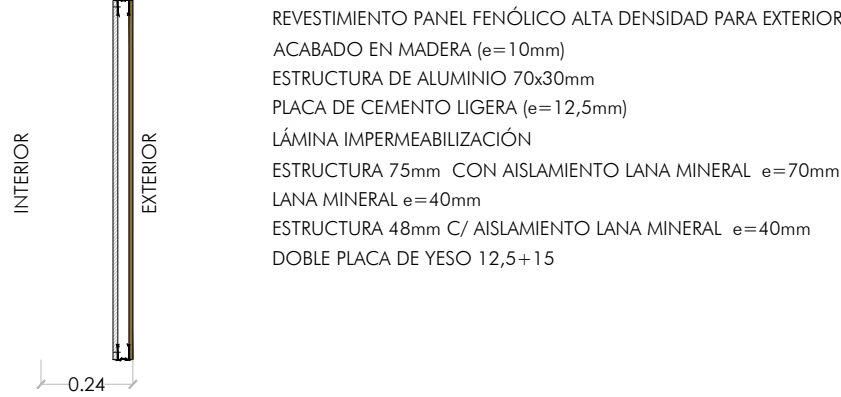 REVESTIMIENTO PANEL FENÓLICO ALTA DENSIDAD PARA EXTERIOR
ACABADO EN MADERA (e=10mm)
ESTRUCTURA DE ALUMINIO 70x30mm
PLACA DE CEMENTO LIGERA (e=12,5mm)
LÁMINA IMPERMEABILIZACIÓN
ESTRUCTURA 75mm CON AISLAMIENTO LANA MINERAL e=70mm
LANA MINERAL e=40mm
ESTRUCTURA 48mm C/ AISLAMIENTO LANA MINERAL e=40mm
DOBLE PLACA DE YESO 12,5+15
INTERIOR
EXTERIOR
0.24